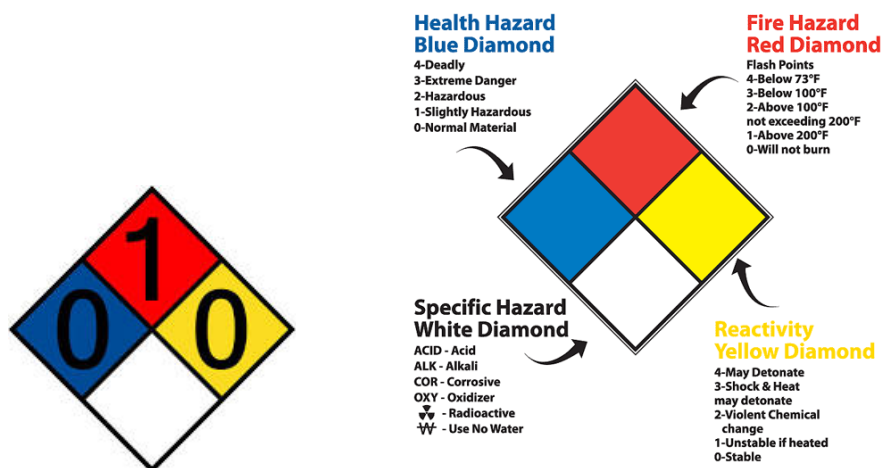 Health Hazard
Blue Diamond
4-Deadly
3-Extreme Danger
2-Hazardous
1-Slightly Hazardous
0-Normal Material
Fire Hazard
Red Diamond
Flash Points
4-Below 73°F
3-Below 100°F
2-Above 100°F
not exceeding 200°F
1-Above 200°F
0-Will not burn
1
0 0
Specific Hazard
White Diamond
ACID - Acid
ALK - Alkali
COR - Corrosive
OXY - Oxidizer
☢ - Radioactive
W̶ - Use No Water
Reactivity
Yellow Diamond
4-May Detonate
3-Shock & Heat
may detonate
2-Violent Chemical
change
1-Unstable if heated
0-Stable